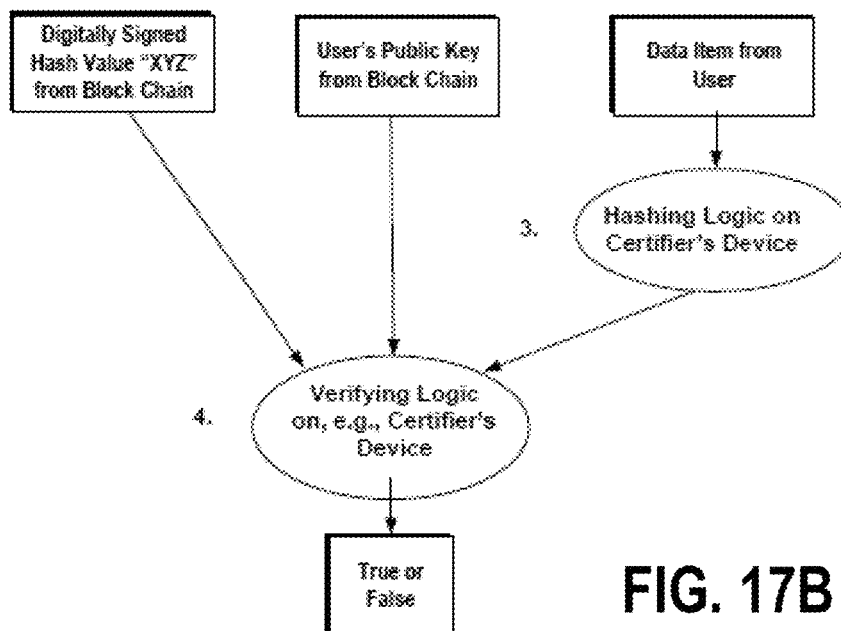 Digitally Signed
Hash Value "XYZ"
from Block Chain
User's Public Key
from Block Chain
Data Item from
User
3.
Hashing Logic on
Certifier's Device
4.
Verifying Logic
on, e.g., Certifier's
Device
True or
False
FIG. 17B